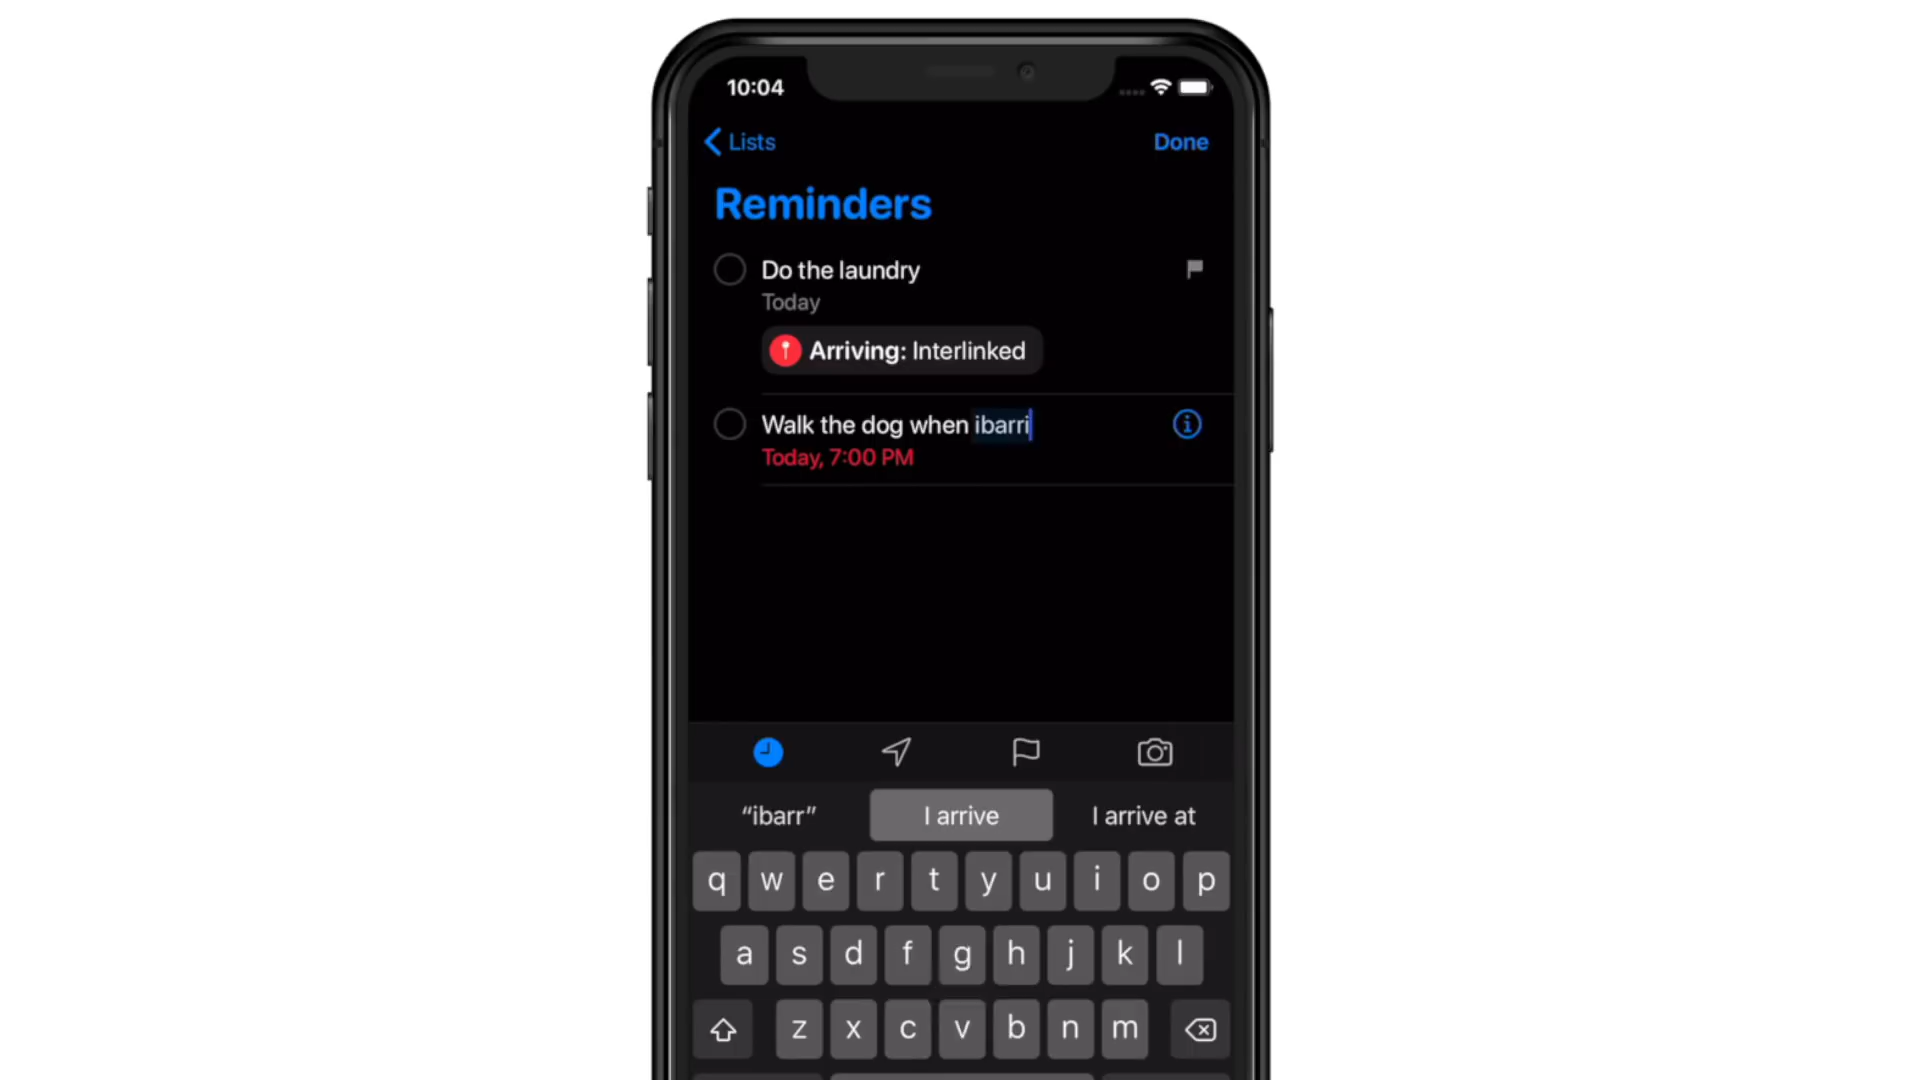 10:04
Lists
Done
Reminders
Do the laundry
Today
Arriving: Interlinked
Walk the dog when ibarri
Today, 7:00 PM
“ibarr”
I arrive
I arrive at
q w e r t y u i o p
a s d f g h j k l
z x c v b n m